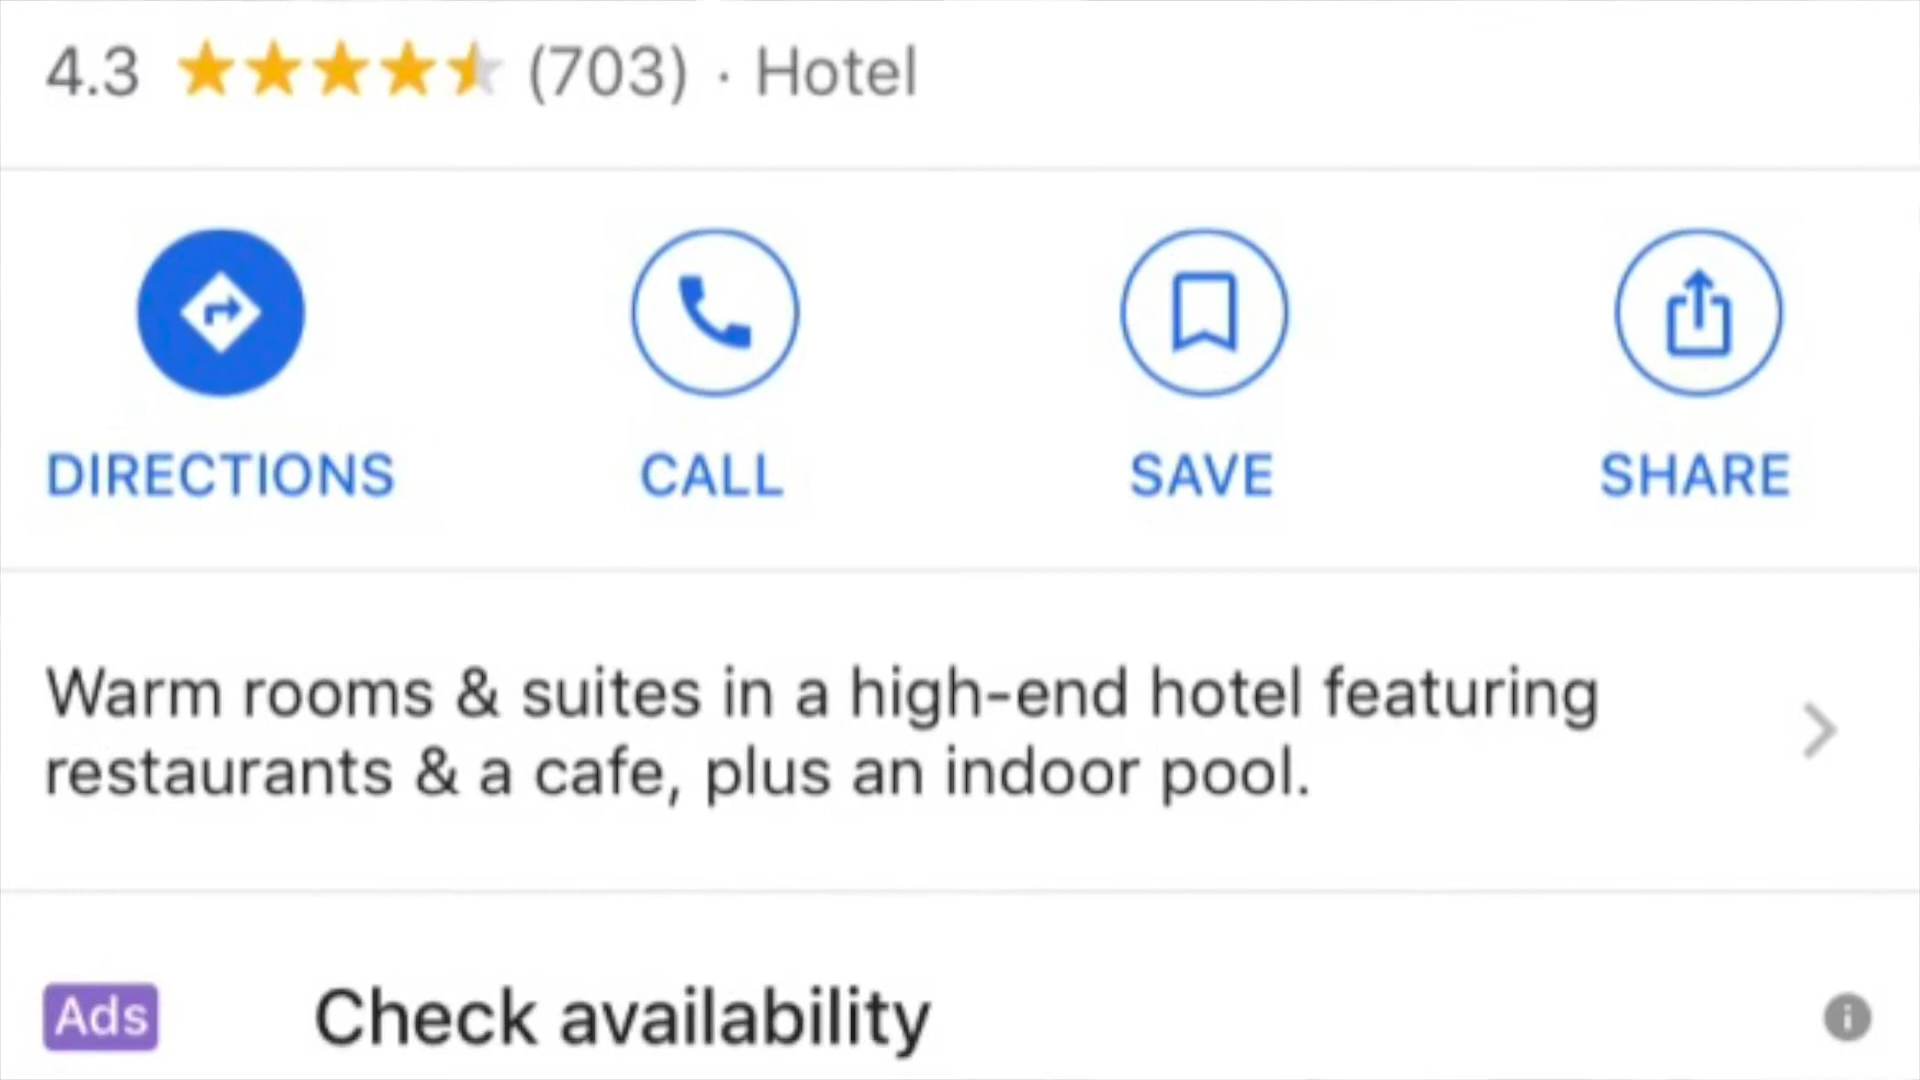 4.3 (703) · Hotel
DIRECTIONS CALL SAVE SHARE
Warm rooms & suites in a high-end hotel featuring
restaurants & a cafe, plus an indoor pool.
Ads Check availability